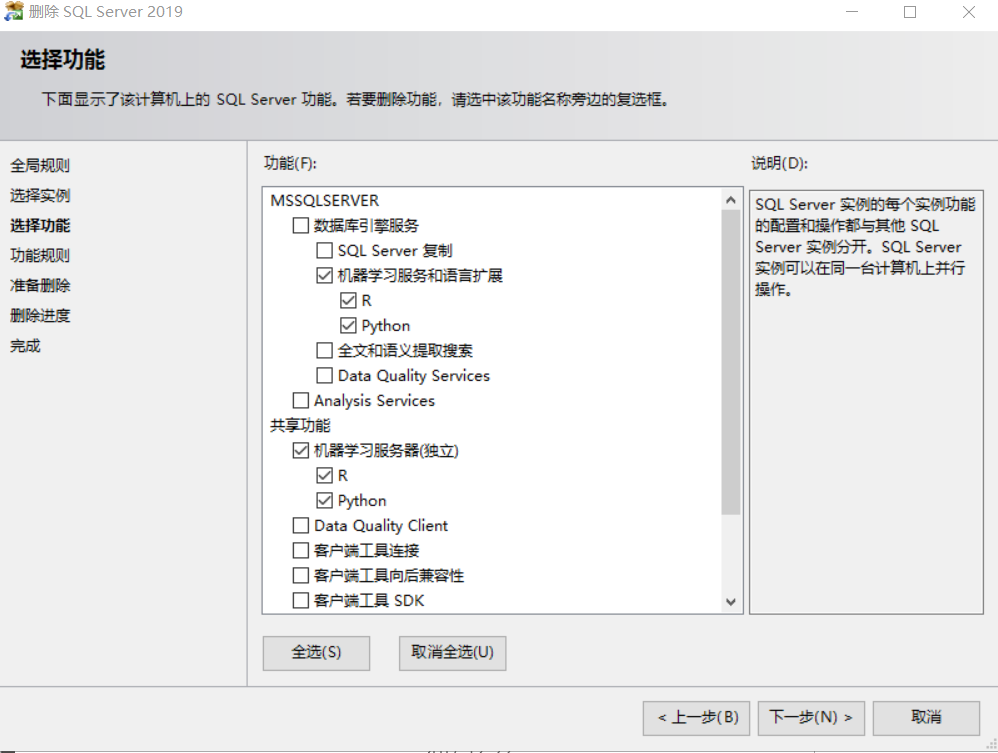 删除 SQL Server 2019
选择功能
下面显示了该计算机上的 SQL Server 功能。若要删除功能，请选中该功能名称旁边的复选框。
全局规则
选择实例
选择功能
功能规则
准备删除
删除进度
完成
功能(F):
MSSQLSERVER
数据库引擎服务
SQL Server 复制
机器学习服务和语言扩展
R
Python
全文和语义提取搜索
Data Quality Services
Analysis Services
共享功能
机器学习服务器(独立)
R
Python
Data Quality Client
客户端工具连接
客户端工具向后兼容性
客户端工具 SDK
说明(D):
SQL Server 实例的每个实例功能
的配置和操作都与其他 SQL
Server 实例分开。SQL Server
实例可以在同一台计算机上并行
操作。
全选(S)
取消全选(U)
< 上一步(B)
下一步(N) >
取消